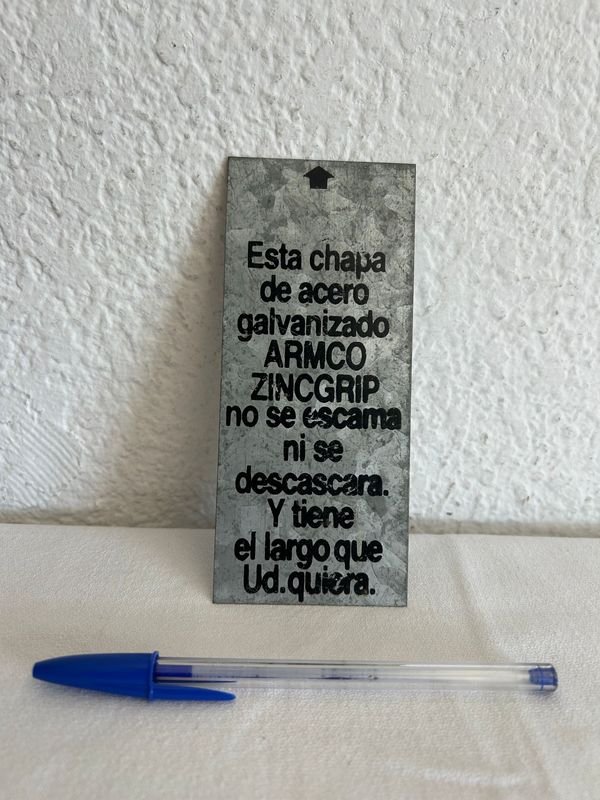 Esta chapa
de acero
galvanizado
ARMCO
ZINCGRIP
no se escama
ni se
descascara.
Y tiene
el largo que
Ud. quiera.